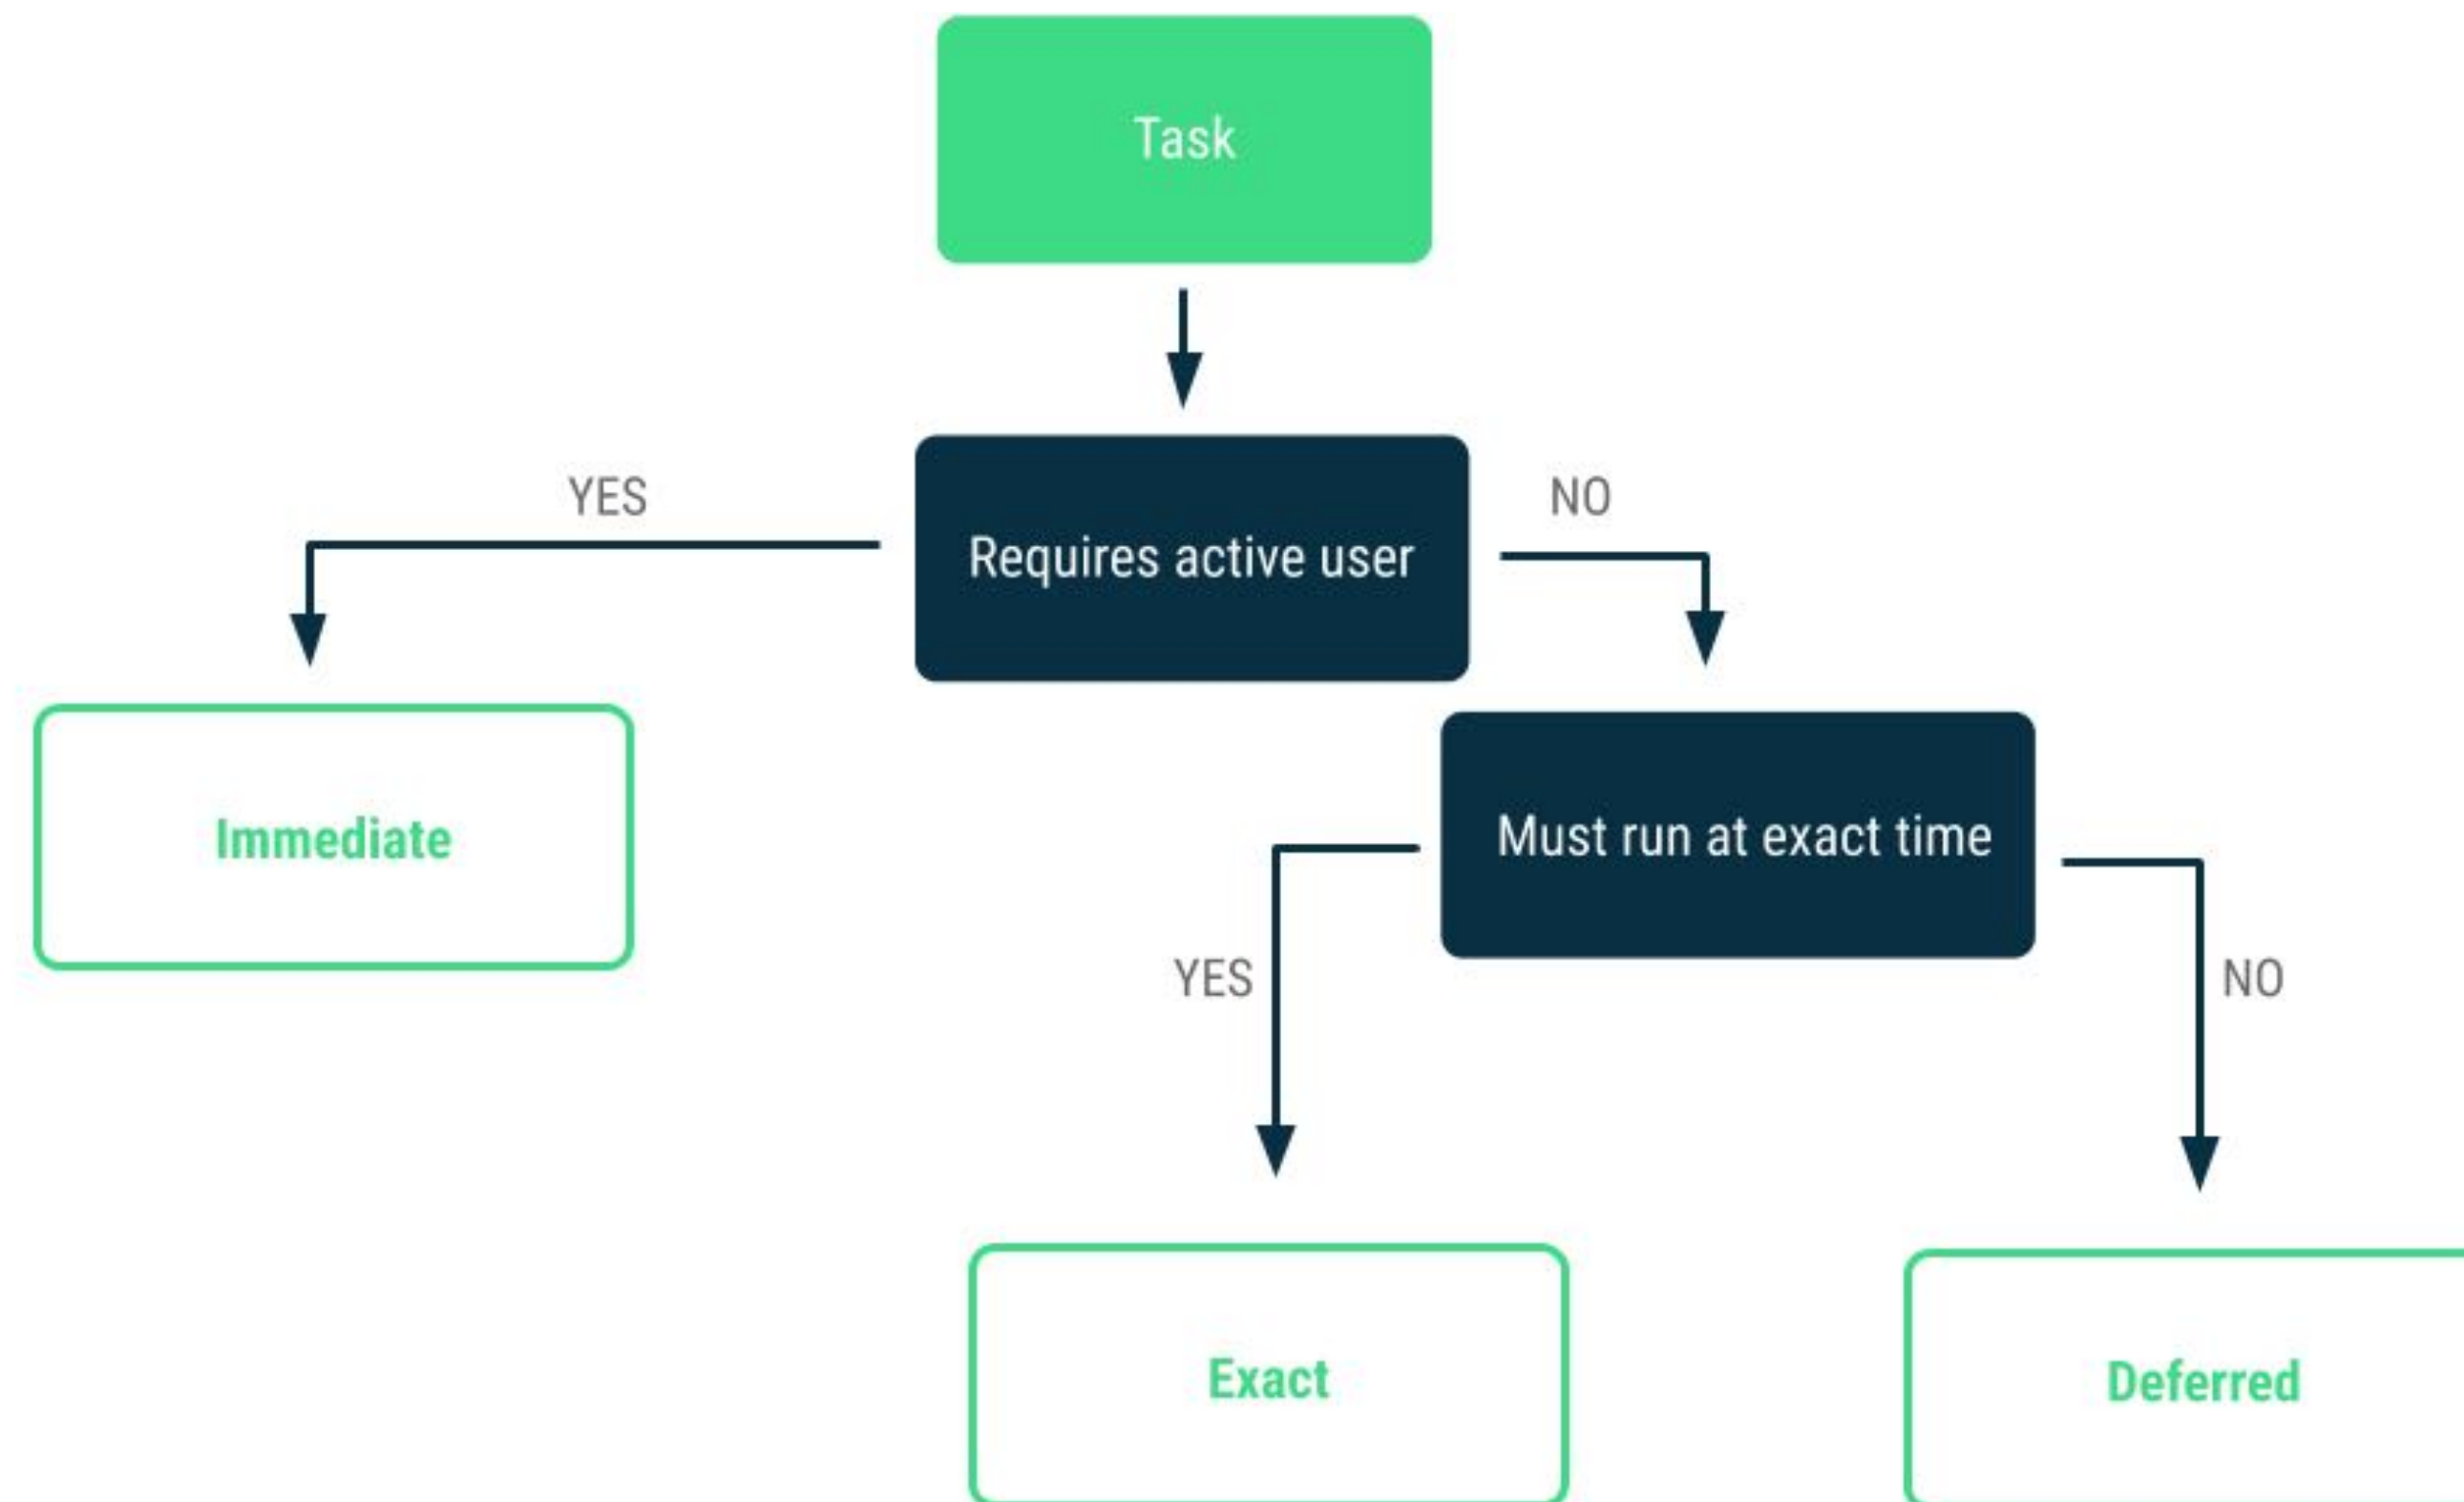 Task
YES
NO
Requires active user
Immediate
Must run at exact time
YES
NO
Exact
Deferred